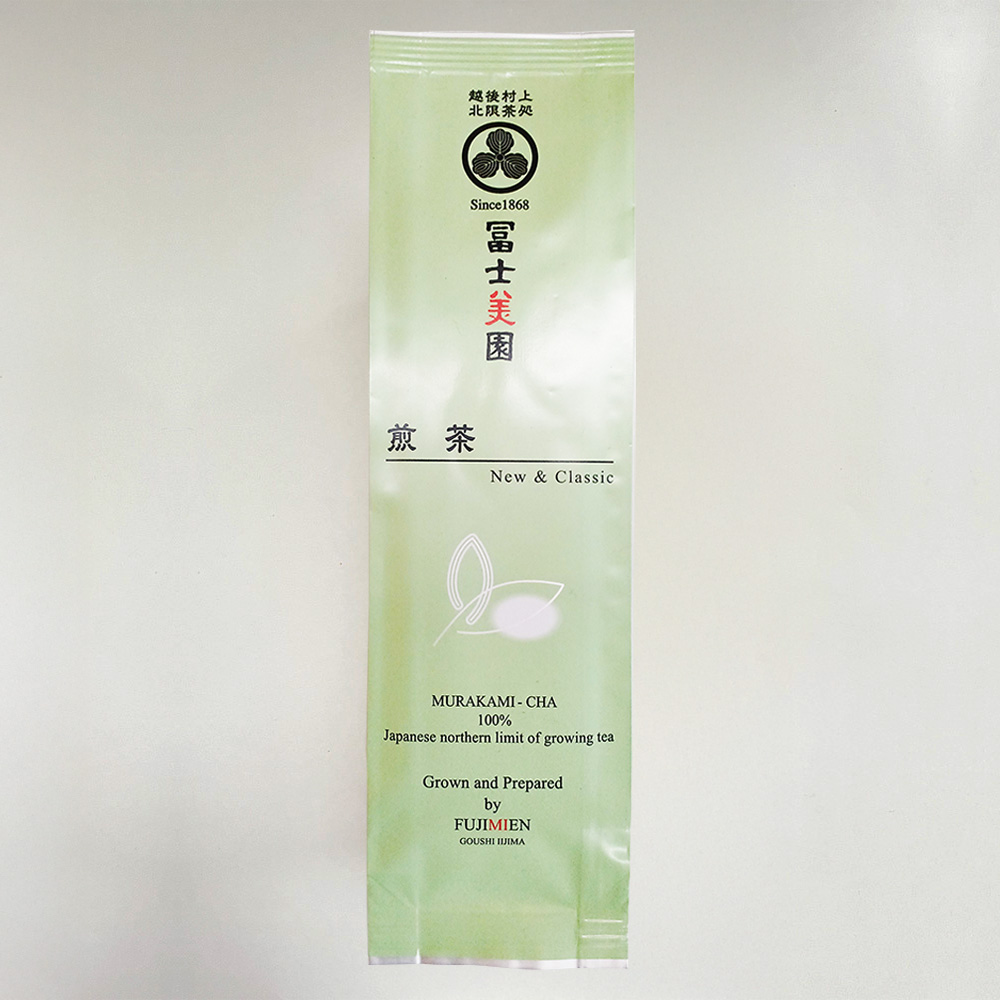 越後村上
北限茶処
Since1868
冨士美園
煎茶
New & Classic
MURAKAMI - CHA
100%
Japanese northern limit of growing tea
Grown and Prepared
by
FUJIMIEN
GOUSHI IIJIMA